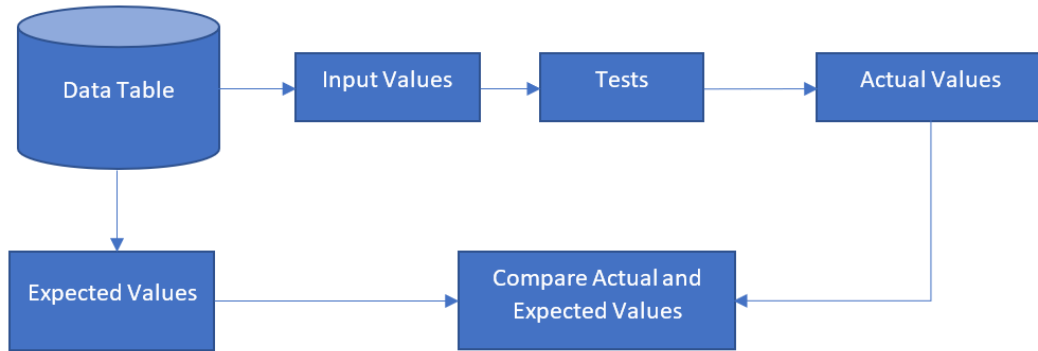 Data Table
Input Values
Tests
Actual Values
Expected Values
Compare Actual and
Expected Values